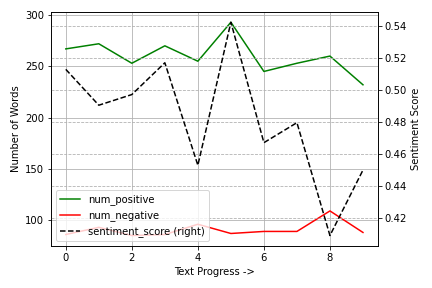 300
250
200
150
100
Number of Words
0.54
0.52
0.50
0.48
0.46
0.44
0.42
Sentiment Score
num_positive
num_negative
sentiment_score (right)
0
2
4
6
8
Text Progress ->